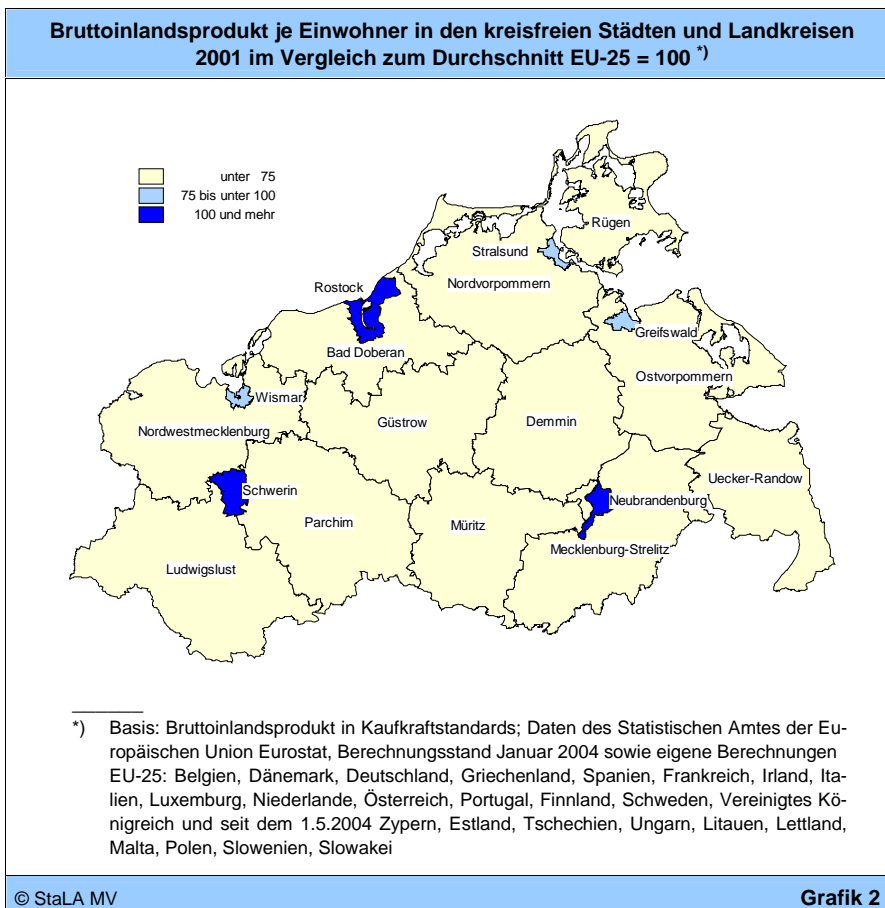 Bruttoinlandsprodukt je Einwohner in den kreisfreien Städten und Landkreisen
2001 im Vergleich zum Durchschnitt EU-25 = 100 *)
unter 75
75 bis unter 100
100 und mehr
Rügen
Stralsund
Nordvorpommern
Rostock
Greifswald
Bad Doberan
Ostvorpommern
Wismar
Güstrow
Demmin
Nordwestmecklenburg
Uecker-Randow
Schwerin
Neubrandenburg
Parchim
Müritz
Mecklenburg-Strelitz
Ludwigslust
*) Basis: Bruttoinlandsprodukt in Kaufkraftstandards; Daten des Statistischen Amtes der Eu-
ropäischen Union Eurostat, Berechnungsstand Januar 2004 sowie eigene Berechnungen
EU-25: Belgien, Dänemark, Deutschland, Griechenland, Spanien, Frankreich, Irland, Ita-
lien, Luxemburg, Niederlande, Österreich, Portugal, Finnland, Schweden, Vereinigtes Kö-
nigreich und seit dem 1.5.2004 Zypern, Estland, Tschechien, Ungarn, Litauen, Lettland,
Malta, Polen, Slowenien, Slowakei
© StaLA MV
Grafik 2